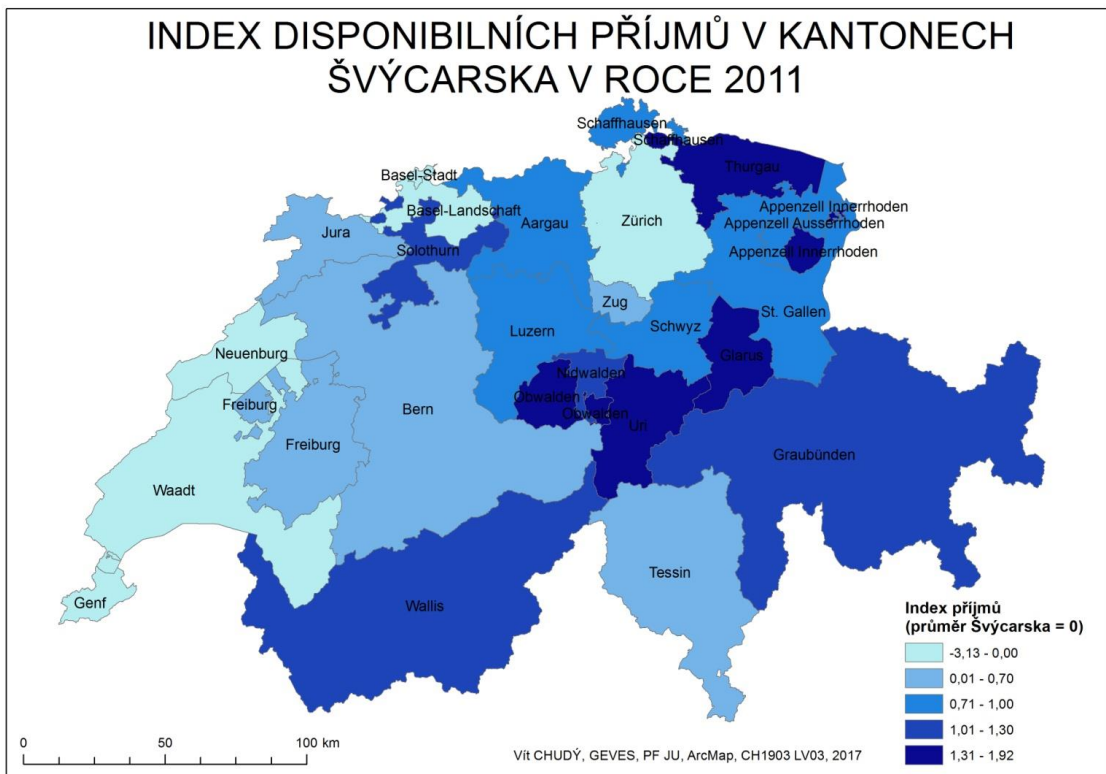 INDEX DISPONIBILNÍCH PŘÍJMŮ V KANTONECH
ŠVÝCARSKA V ROCE 2011
Schaffhausen
Schaffhausen
Thurgau
Basel-Stadt
Basel-Landschaft
Aargau
Zürich
Appenzell Innerrhoden
Appenzell Ausserrhoden
Appenzell Innerrhoden
Jura
Solothurn
Zug
St. Gallen
Luzern
Schwyz
Neuenburg
Glarus
Nidwalden
Obwalden
Obwalden
Uri
Freiburg
Bern
Freiburg
Graubünden
Waadt
Tessin
Genf
Wallis
Index příjmů
(průměr Švýcarska = 0)
-3,13 - 0,00
0,01 - 0,70
0,71 - 1,00
1,01 - 1,30
1,31 - 1,92
0 50 100 km
Vít CHUDÝ, GEVES, PF JU, ArcMap, CH1903 LV03, 2017